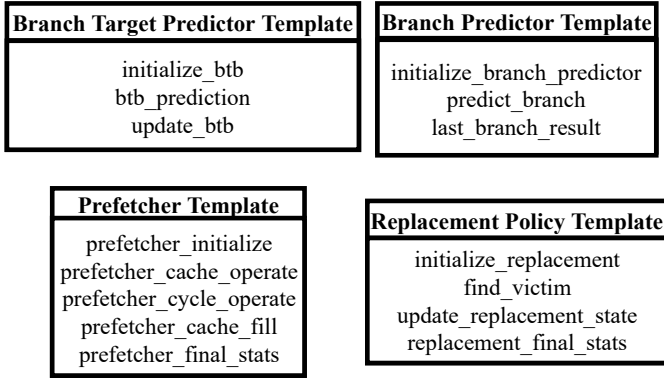 Branch Target Predictor Template
initialize_btb
btb_prediction
update_btb
Branch Predictor Template
initialize_branch_predictor
predict_branch
last_branch_result
Prefetcher Template
prefetcher_initialize
prefetcher_cache_operate
prefetcher_cycle_operate
prefetcher_cache_fill
prefetcher_final_stats
Replacement Policy Template
initialize_replacement
find_victim
update_replacement_state
replacement_final_stats